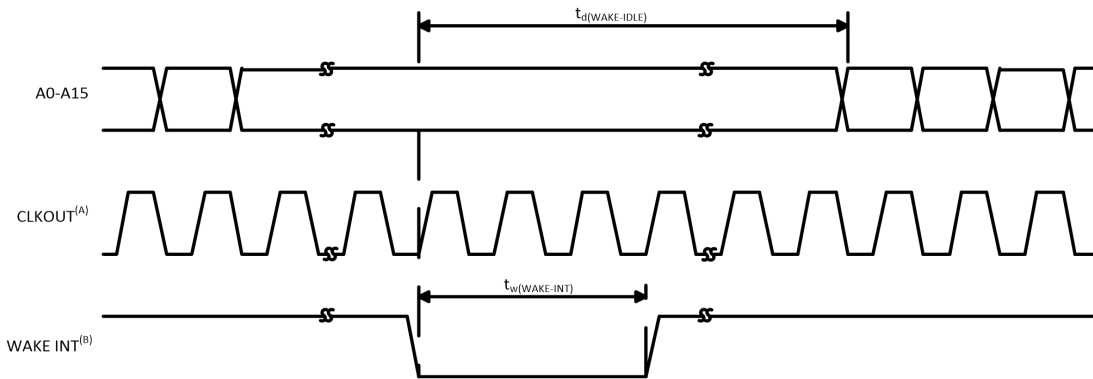 td(WAKE-IDLE)
A0-A15
CLKOUT(A)
tw(WAKE-INT)
WAKE INT(B)